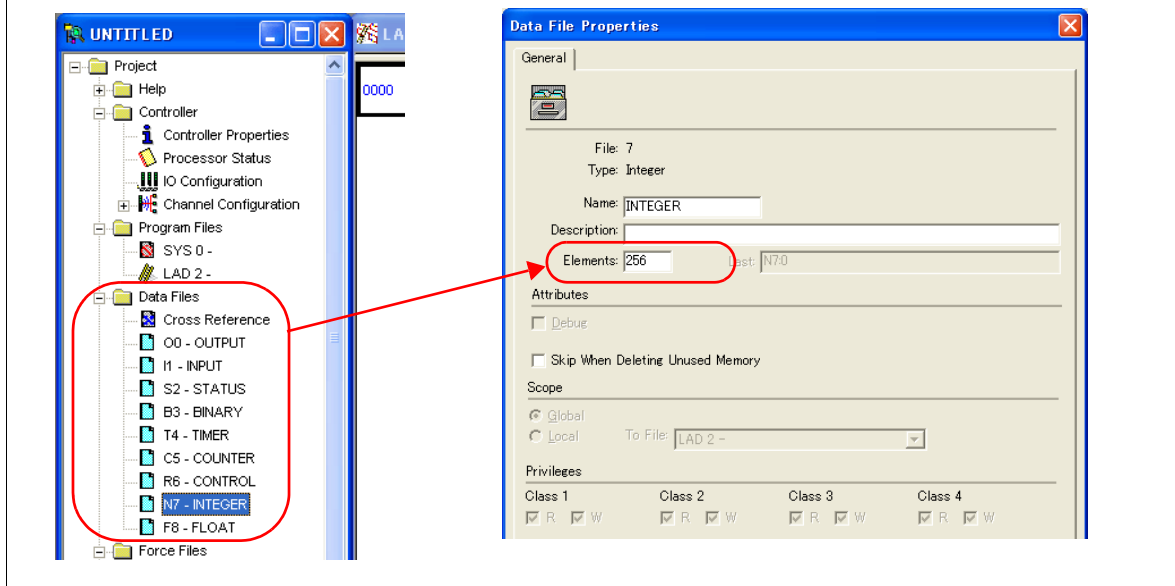 UNTITLED
Project
Help
Controller
Controller Properties
Processor Status
IO Configuration
Channel Configuration
Program Files
SYS 0 -
LAD 2 -
Data Files
Cross Reference
O0 - OUTPUT
I1 - INPUT
S2 - STATUS
B3 - BINARY
T4 - TIMER
C5 - COUNTER
R6 - CONTROL
N7 - INTEGER
F8 - FLOAT
Force Files
LA
0000
Data File Properties
General
File: 7
Type: Integer
Name: INTEGER
Description:
Elements: 256 Last: N7:0
Attributes
Debug
Skip When Deleting Unused Memory
Scope
Global
Local To File: LAD 2 -
Privileges
Class 1 Class 2 Class 3 Class 4
R W R W R W R W